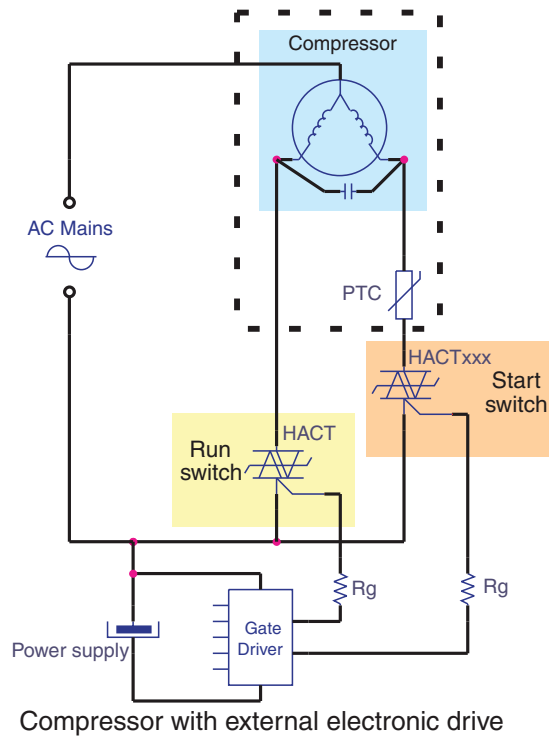 Compressor
AC Mains
PTC
HACTxxx
Start
switch
HACT
Run
switch
Rg
Rg
Gate
Driver
Power supply
Compressor with external electronic drive